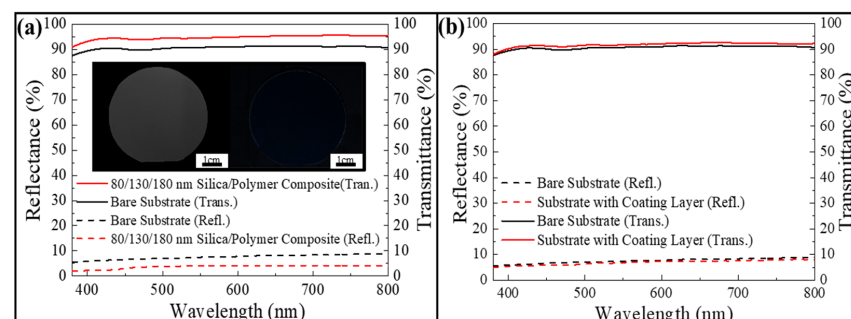 (a)
100
90
80
70
60
50
40
30
20
10
0
Reflectance (%)
1cm
1cm
80/130/180 nm Silica/Polymer Composite(Tran.)
Bare Substrate (Trans.)
Bare Substrate (Refl.)
80/130/180 nm Silica/Polymer Composite (Refl.)
100
90
80
70
60
50
40
30
20
10
0
Transmittance (%)
400 500 600 700 800
Wavelength (nm)
(b)
100
90
80
70
60
50
40
30
20
10
0
Reflectance (%)
Bare Substrate (Refl.)
Substrate with Coating Layer (Refl.)
Bare Substrate (Trans.)
Substrate with Coating Layer (Trans.)
100
90
80
70
60
50
40
30
20
10
0
Transmittance (%)
400 500 600 700 800
Wavelength (nm)